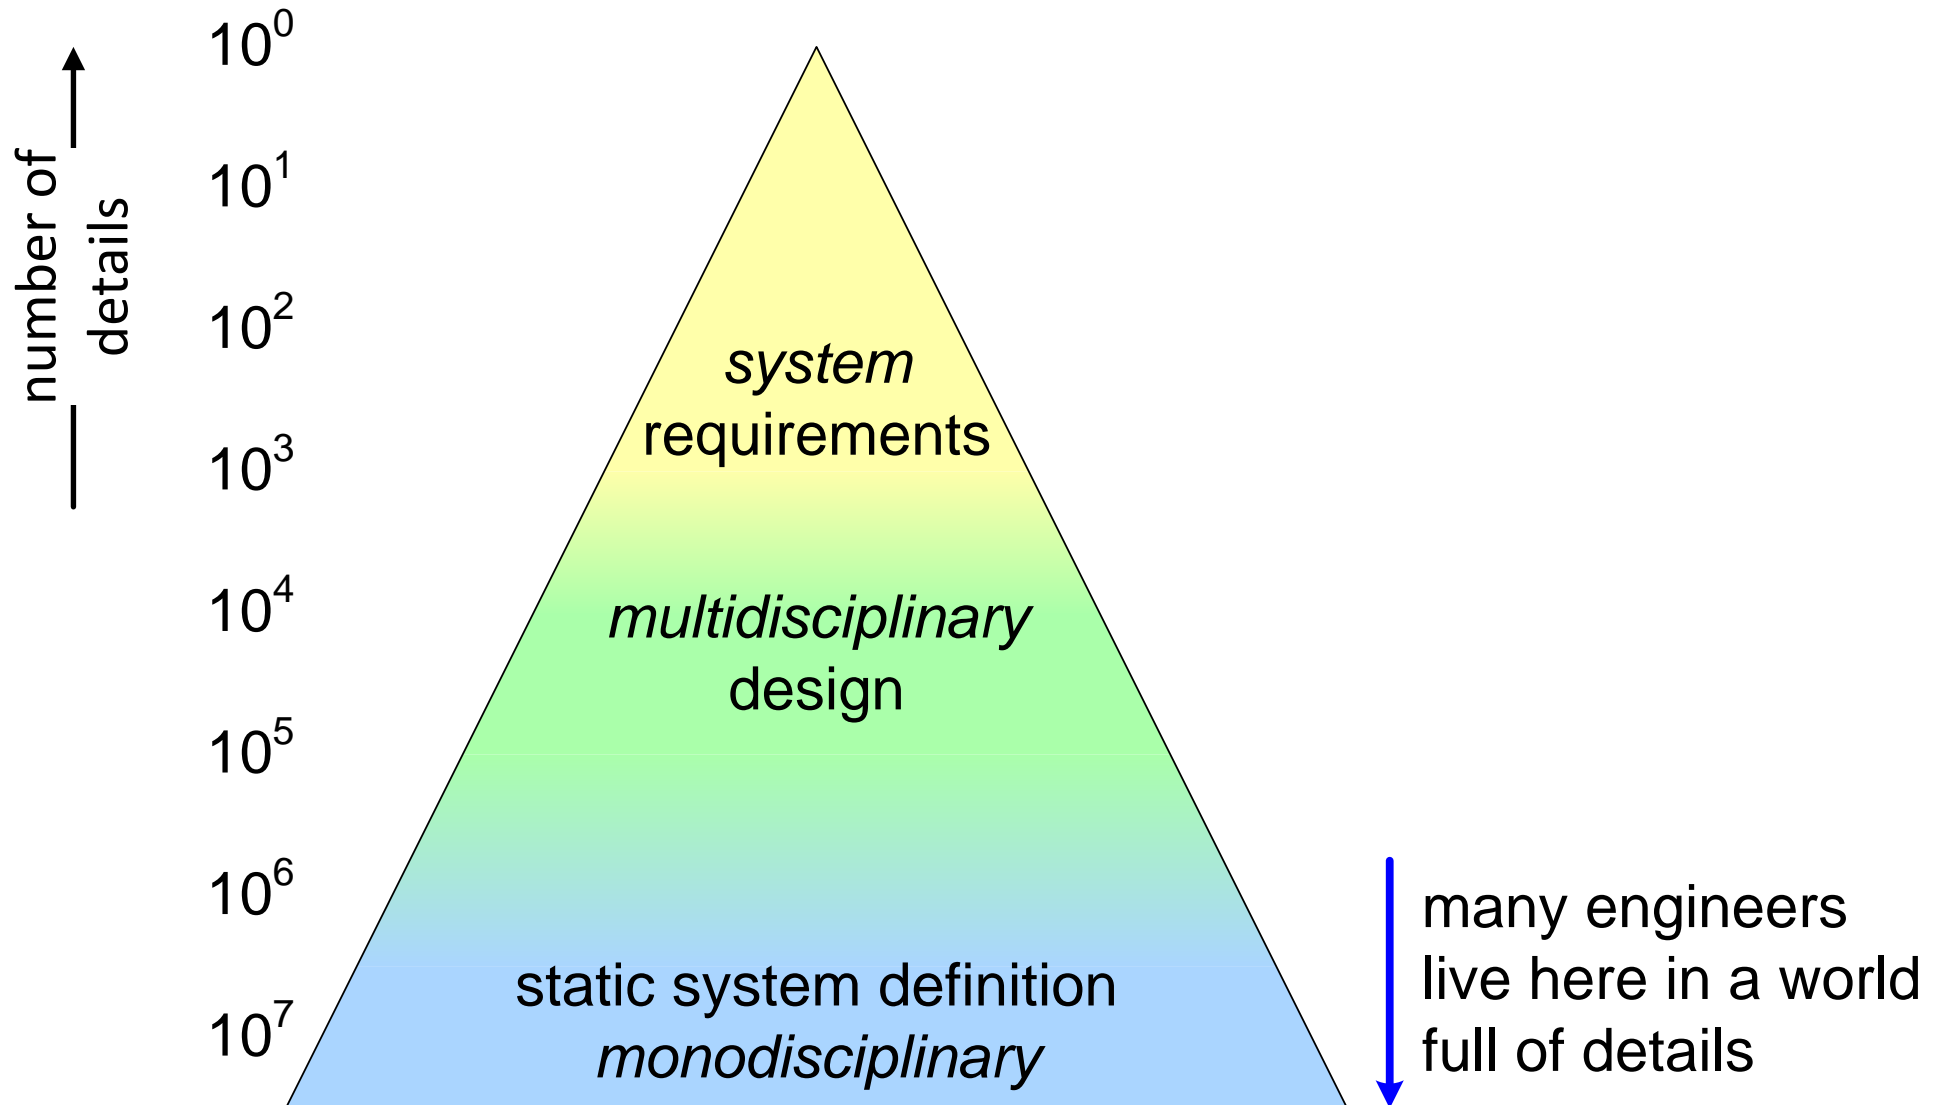 number of
details
10^0
10^1
10^2
10^3
10^4
10^5
10^6
10^7
system
requirements
multidisciplinary
design
static system definition
monodisciplinary
many engineers
live here in a world
full of details